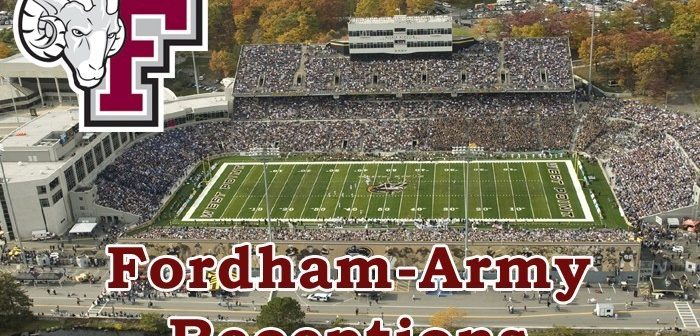 F
WEST POINT
WEST POINT
Fordham-Army
Receptions